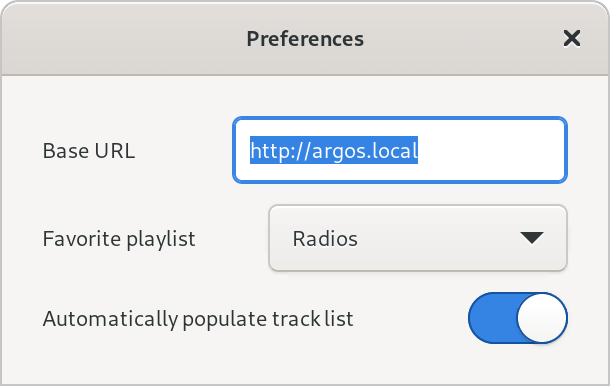 Preferences
Base URL
http://argos.local
Favorite playlist
Radios
Automatically populate track list